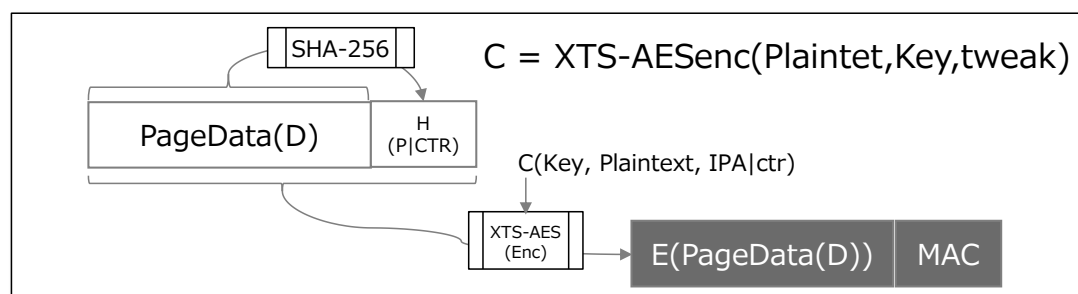 SHA-256
C = XTS-AESenc(Plaintet,Key,tweak)
PageData(D)
H
(P|CTR)
C(Key, Plaintext, IPA|ctr)
XTS-AES
(Enc)
E(PageData(D))
MAC